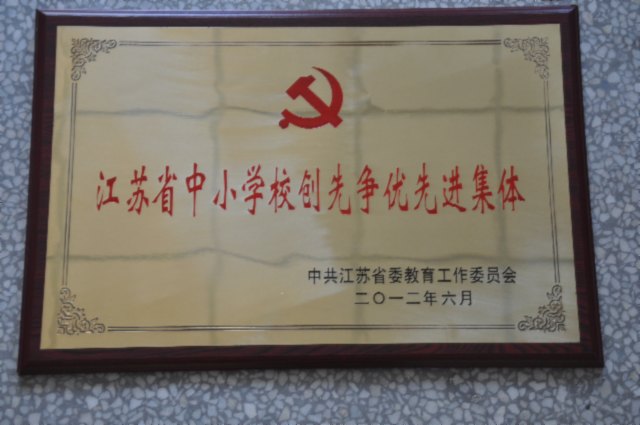 江苏省中小学校创先争优先进集体
中共江苏省委教育工作委员会
二〇一二年六月